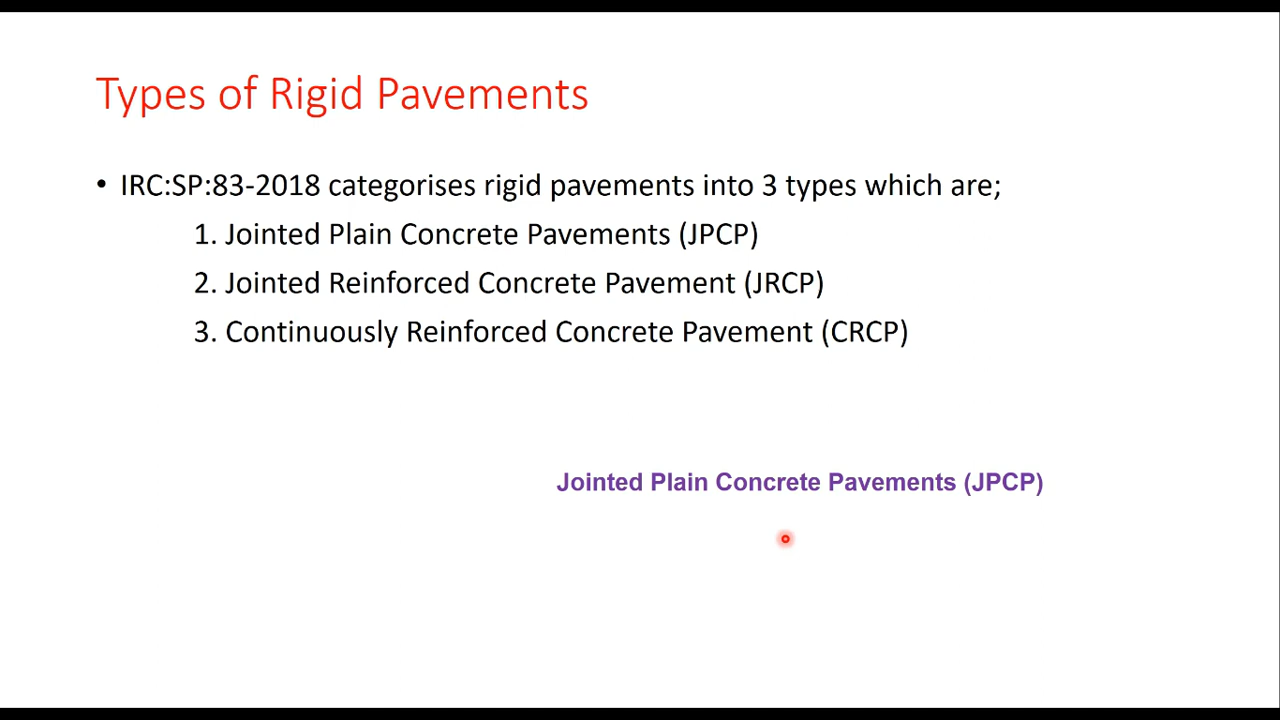 Types of Rigid Pavements
• IRC:SP:83-2018 categorises rigid pavements into 3 types which are;
1. Jointed Plain Concrete Pavements (JPCP)
2. Jointed Reinforced Concrete Pavement (JRCP)
3. Continuously Reinforced Concrete Pavement (CRCP)
Jointed Plain Concrete Pavements (JPCP)